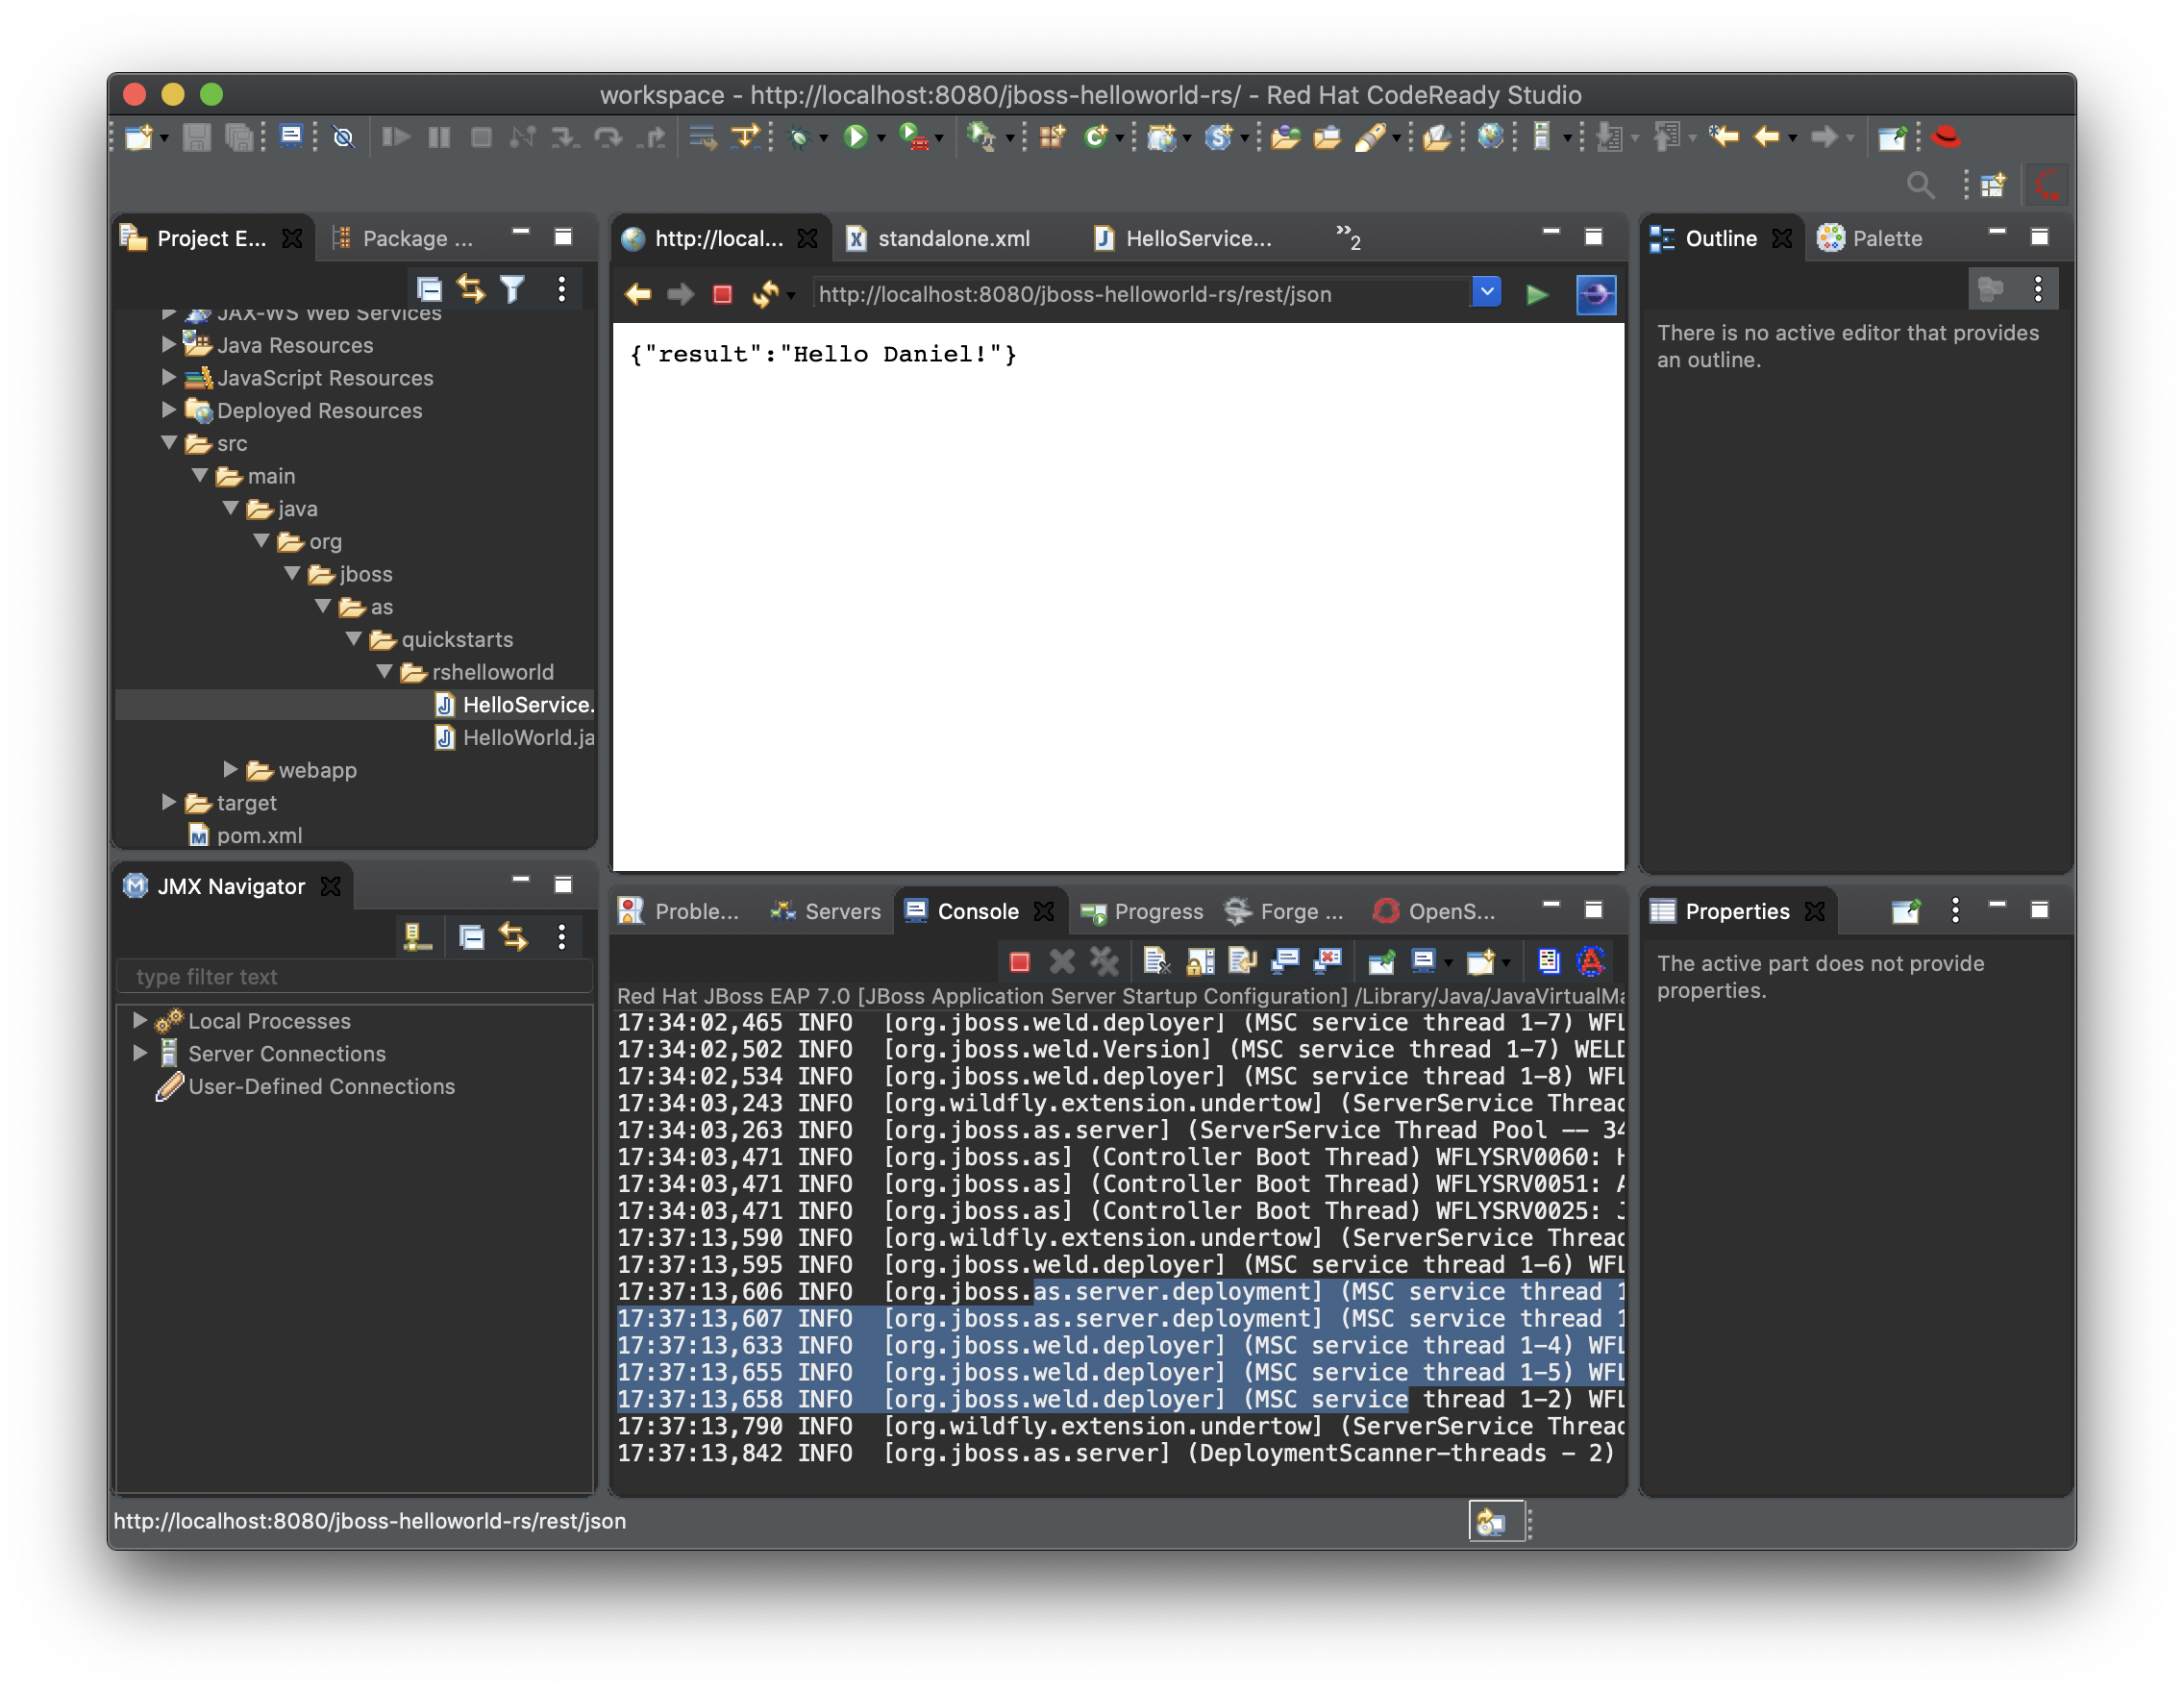 workspace - http://localhost:8080/jboss-helloworld-rs/ - Red Hat CodeReady Studio
Project E...
Package ...
JAX-WS Web Services
Java Resources
JavaScript Resources
Deployed Resources
src
main
java
org
jboss
as
quickstarts
rshelloworld
HelloService.
HelloWorld.ja
webapp
target
pom.xml
http://local...
standalone.xml
HelloService...
»2
http://localhost:8080/jboss-helloworld-rs/rest/json
{"result":"Hello Daniel!"}
Outline
Palette
There is no active editor that provides
an outline.
JMX Navigator
type filter text
Local Processes
Server Connections
User-Defined Connections
Proble...
Servers
Console
Progress
Forge ...
OpenS...
Red Hat JBoss EAP 7.0 [JBoss Application Server Startup Configuration] /Library/Java/JavaVirtualMa
17:34:02,465 INFO  [org.jboss.weld.deployer] (MSC service thread 1-7) WFL
17:34:02,502 INFO  [org.jboss.weld.Version] (MSC service thread 1-7) WELD
17:34:02,534 INFO  [org.jboss.weld.deployer] (MSC service thread 1-8) WFL
17:34:03,243 INFO  [org.wildfly.extension.undertow] (ServerService Thread
17:34:03,263 INFO  [org.jboss.as.server] (ServerService Thread Pool -- 34
17:34:03,471 INFO  [org.jboss.as] (Controller Boot Thread) WFLYSRV0060: H
17:34:03,471 INFO  [org.jboss.as] (Controller Boot Thread) WFLYSRV0051: A
17:34:03,471 INFO  [org.jboss.as] (Controller Boot Thread) WFLYSRV0025: J
17:37:13,590 INFO  [org.wildfly.extension.undertow] (ServerService Thread
17:37:13,595 INFO  [org.jboss.weld.deployer] (MSC service thread 1-6) WFL
17:37:13,606 INFO  [org.jboss.as.server.deployment] (MSC service thread 1
17:37:13,607 INFO  [org.jboss.as.server.deployment] (MSC service thread 1
17:37:13,633 INFO  [org.jboss.weld.deployer] (MSC service thread 1-4) WFL
17:37:13,655 INFO  [org.jboss.weld.deployer] (MSC service thread 1-5) WFL
17:37:13,658 INFO  [org.jboss.weld.deployer] (MSC service thread 1-2) WFL
17:37:13,790 INFO  [org.wildfly.extension.undertow] (ServerService Thread
17:37:13,842 INFO  [org.jboss.as.server] (DeploymentScanner-threads - 2)
Properties
The active part does not provide
properties.
http://localhost:8080/jboss-helloworld-rs/rest/json